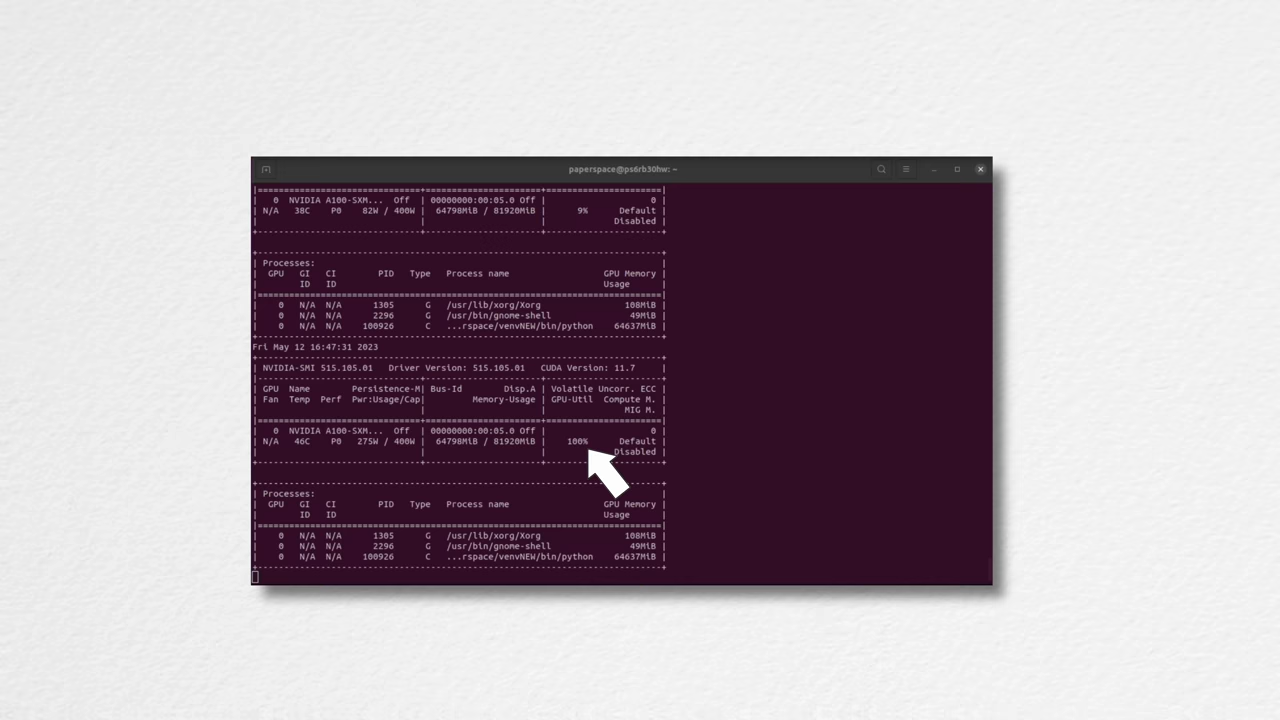 paperspace@ps6rb30hw: ~
|===============================+======================+======================|
|   0  NVIDIA A100-SXM...  Off  | 00000000:00:05.0 Off |                    0 |
| N/A   38C    P0    82W / 400W |  64798MiB / 81920MiB |      9%      Default |
|                               |                      |             Disabled |
+-------------------------------+----------------------+----------------------+
+-----------------------------------------------------------------------------+
| Processes:                                                                  |
|  GPU   GI   CI        PID   Type   Process name                  GPU Memory |
|        ID   ID                                                   Usage      |
|=============================================================================|
|    0   N/A  N/A      1305      G   /usr/lib/xorg/Xorg                108MiB |
|    0   N/A  N/A      2296      G   /usr/bin/gnome-shell               49MiB |
|    0   N/A  N/A    100926      C   ...rspace/venvNEW/bin/python    64637MiB |
+-----------------------------------------------------------------------------+
Fri May 12 16:47:31 2023
+-----------------------------------------------------------------------------+
| NVIDIA-SMI 515.105.01   Driver Version: 515.105.01   CUDA Version: 11.7     |
|-------------------------------+----------------------+----------------------+
| GPU  Name        Persistence-M| Bus-Id        Disp.A | Volatile Uncorr. ECC |
| Fan  Temp  Perf  Pwr:Usage/Cap|         Memory-Usage | GPU-Util  Compute M. |
|                               |                      |               MIG M. |
|===============================+======================+======================|
|   0  NVIDIA A100-SXM...  Off  | 00000000:00:05.0 Off |                    0 |
| N/A   46C    P0   275W / 400W |  64798MiB / 81920MiB |    100%      Default |
|                               |                      |             Disabled |
+-------------------------------+----------------------+----------------------+
+-----------------------------------------------------------------------------+
| Processes:                                                                  |
|  GPU   GI   CI        PID   Type   Process name                  GPU Memory |
|        ID   ID                                                   Usage      |
|=============================================================================|
|    0   N/A  N/A      1305      G   /usr/lib/xorg/Xorg                108MiB |
|    0   N/A  N/A      2296      G   /usr/bin/gnome-shell               49MiB |
|    0   N/A  N/A    100926      C   ...rspace/venvNEW/bin/python    64637MiB |
+-----------------------------------------------------------------------------+